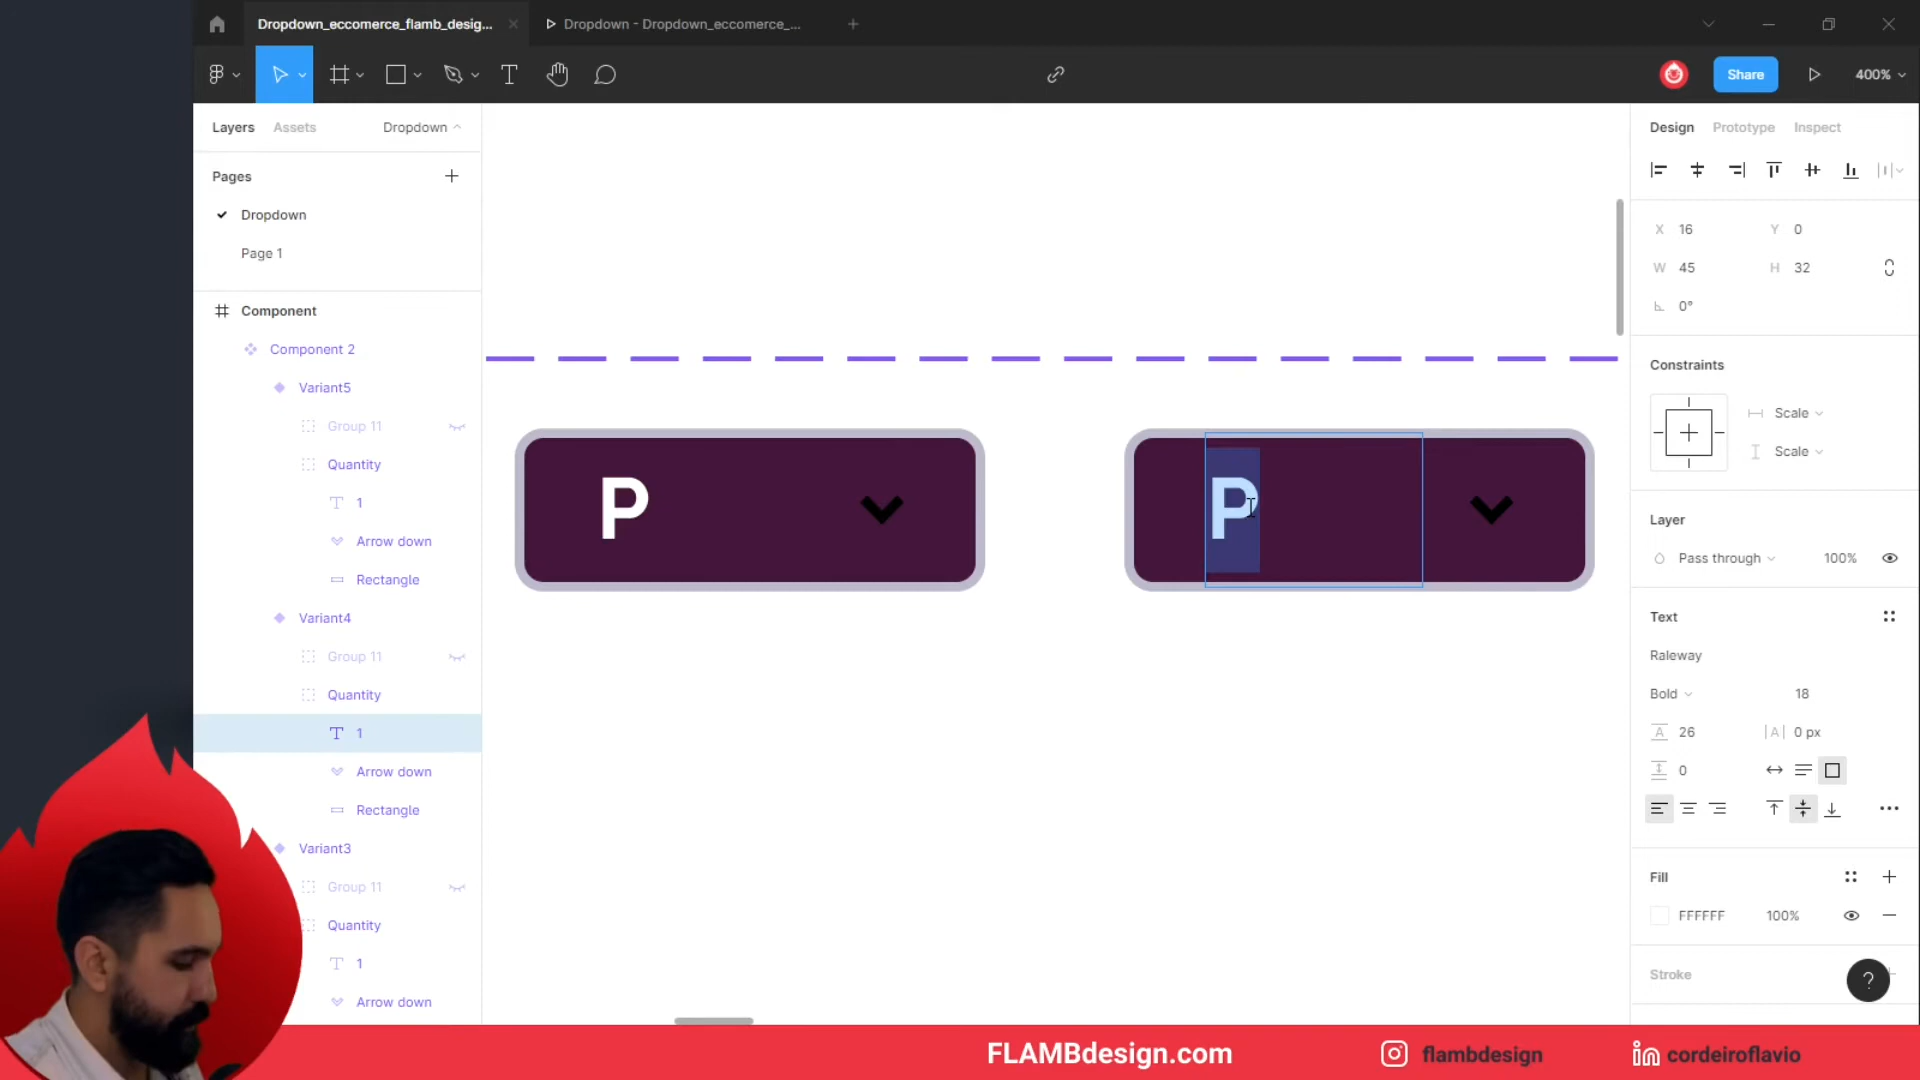 Dropdown_eccomerce_flamb_desig...
Dropdown - Dropdown_eccomerce_...
Share
400%
Layers
Assets
Dropdown
Pages
Dropdown
Page 1
Component
Component 2
Variant5
Group 11
Quantity
1
Arrow down
Rectangle
Variant4
Group 11
Quantity
1
Arrow down
Rectangle
Variant3
Group 11
Quantity
1
Arrow down
P
P
Design
Prototype
Inspect
X 16
Y 0
W 45
H 32
0°
Constraints
Scale
Scale
Layer
Pass through
100%
Text
Raleway
Bold
18
26
|A| 0 px
0
Fill
FFFFFF
100%
Stroke
?
FLAMBdesign.com
flambdesign
in cordeiroflavio